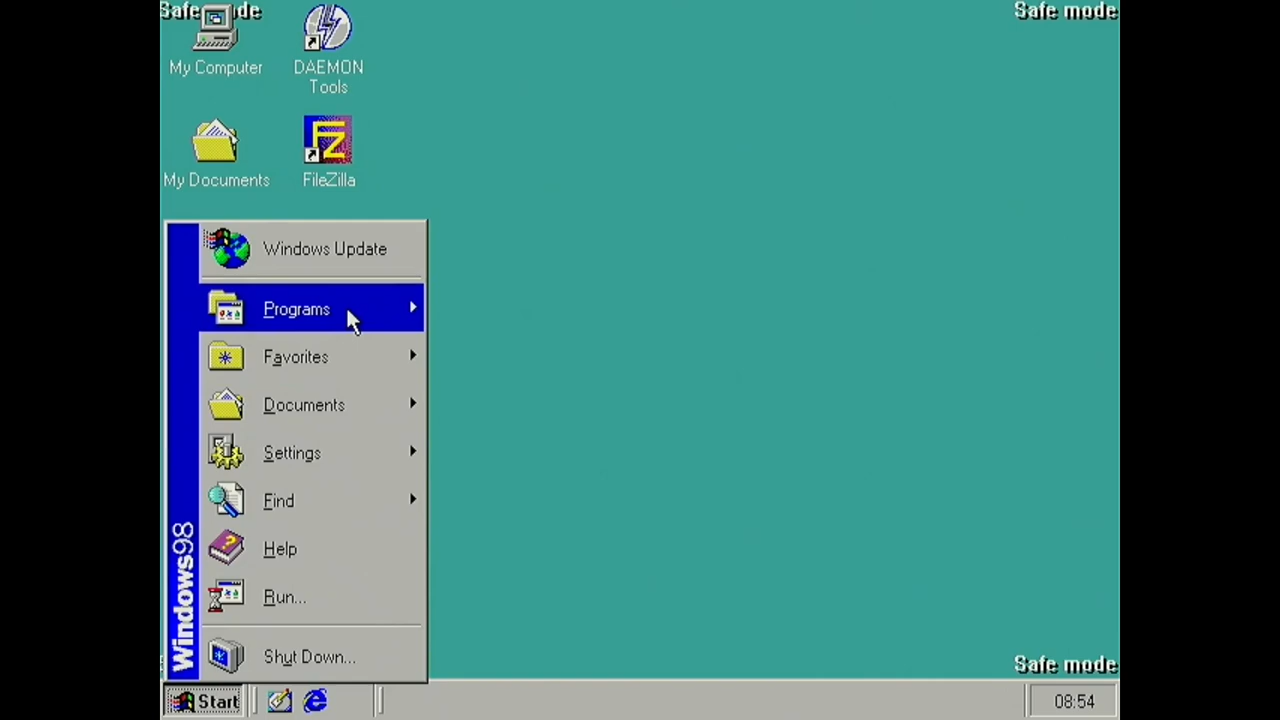 Safe mode
Safe mode
My Computer
DAEMON
Tools
My Documents
FileZilla
Windows Update
Programs
Favorites
Documents
Settings
Find
Help
Run...
Shut Down...
Windows98
Safe mode
Start
08:54